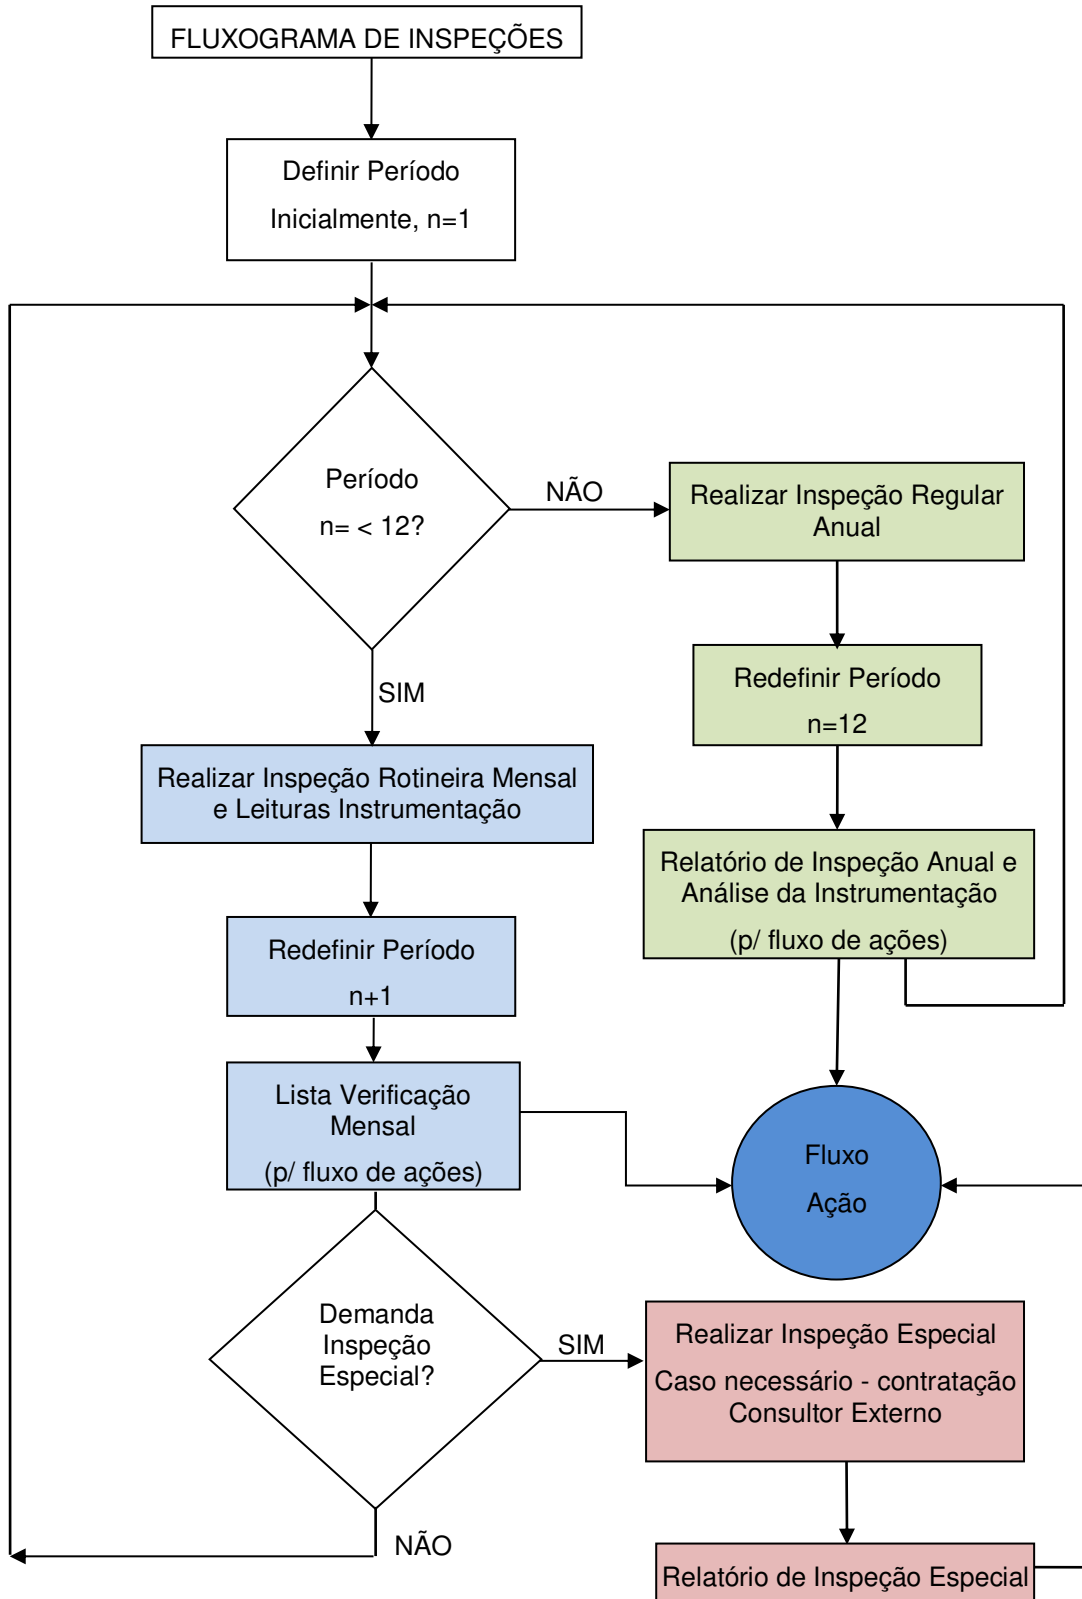 FLUXOGRAMA DE INSPEÇÕES
Definir Período
Inicialmente, n=1
Período
n= < 12?
NÃO
Realizar Inspeção Regular
Anual
Redefinir Período
n=12
Relatório de Inspeção Anual e
Análise da Instrumentação
(p/ fluxo de ações)
SIM
Realizar Inspeção Rotineira Mensal
e Leituras Instrumentação
Redefinir Período
n+1
Lista Verificação
Mensal
(p/ fluxo de ações)
Fluxo
Ação
Demanda
Inspeção
Especial?
SIM
Realizar Inspeção Especial
Caso necessário - contratação
Consultor Externo
NÃO
Relatório de Inspeção Especial